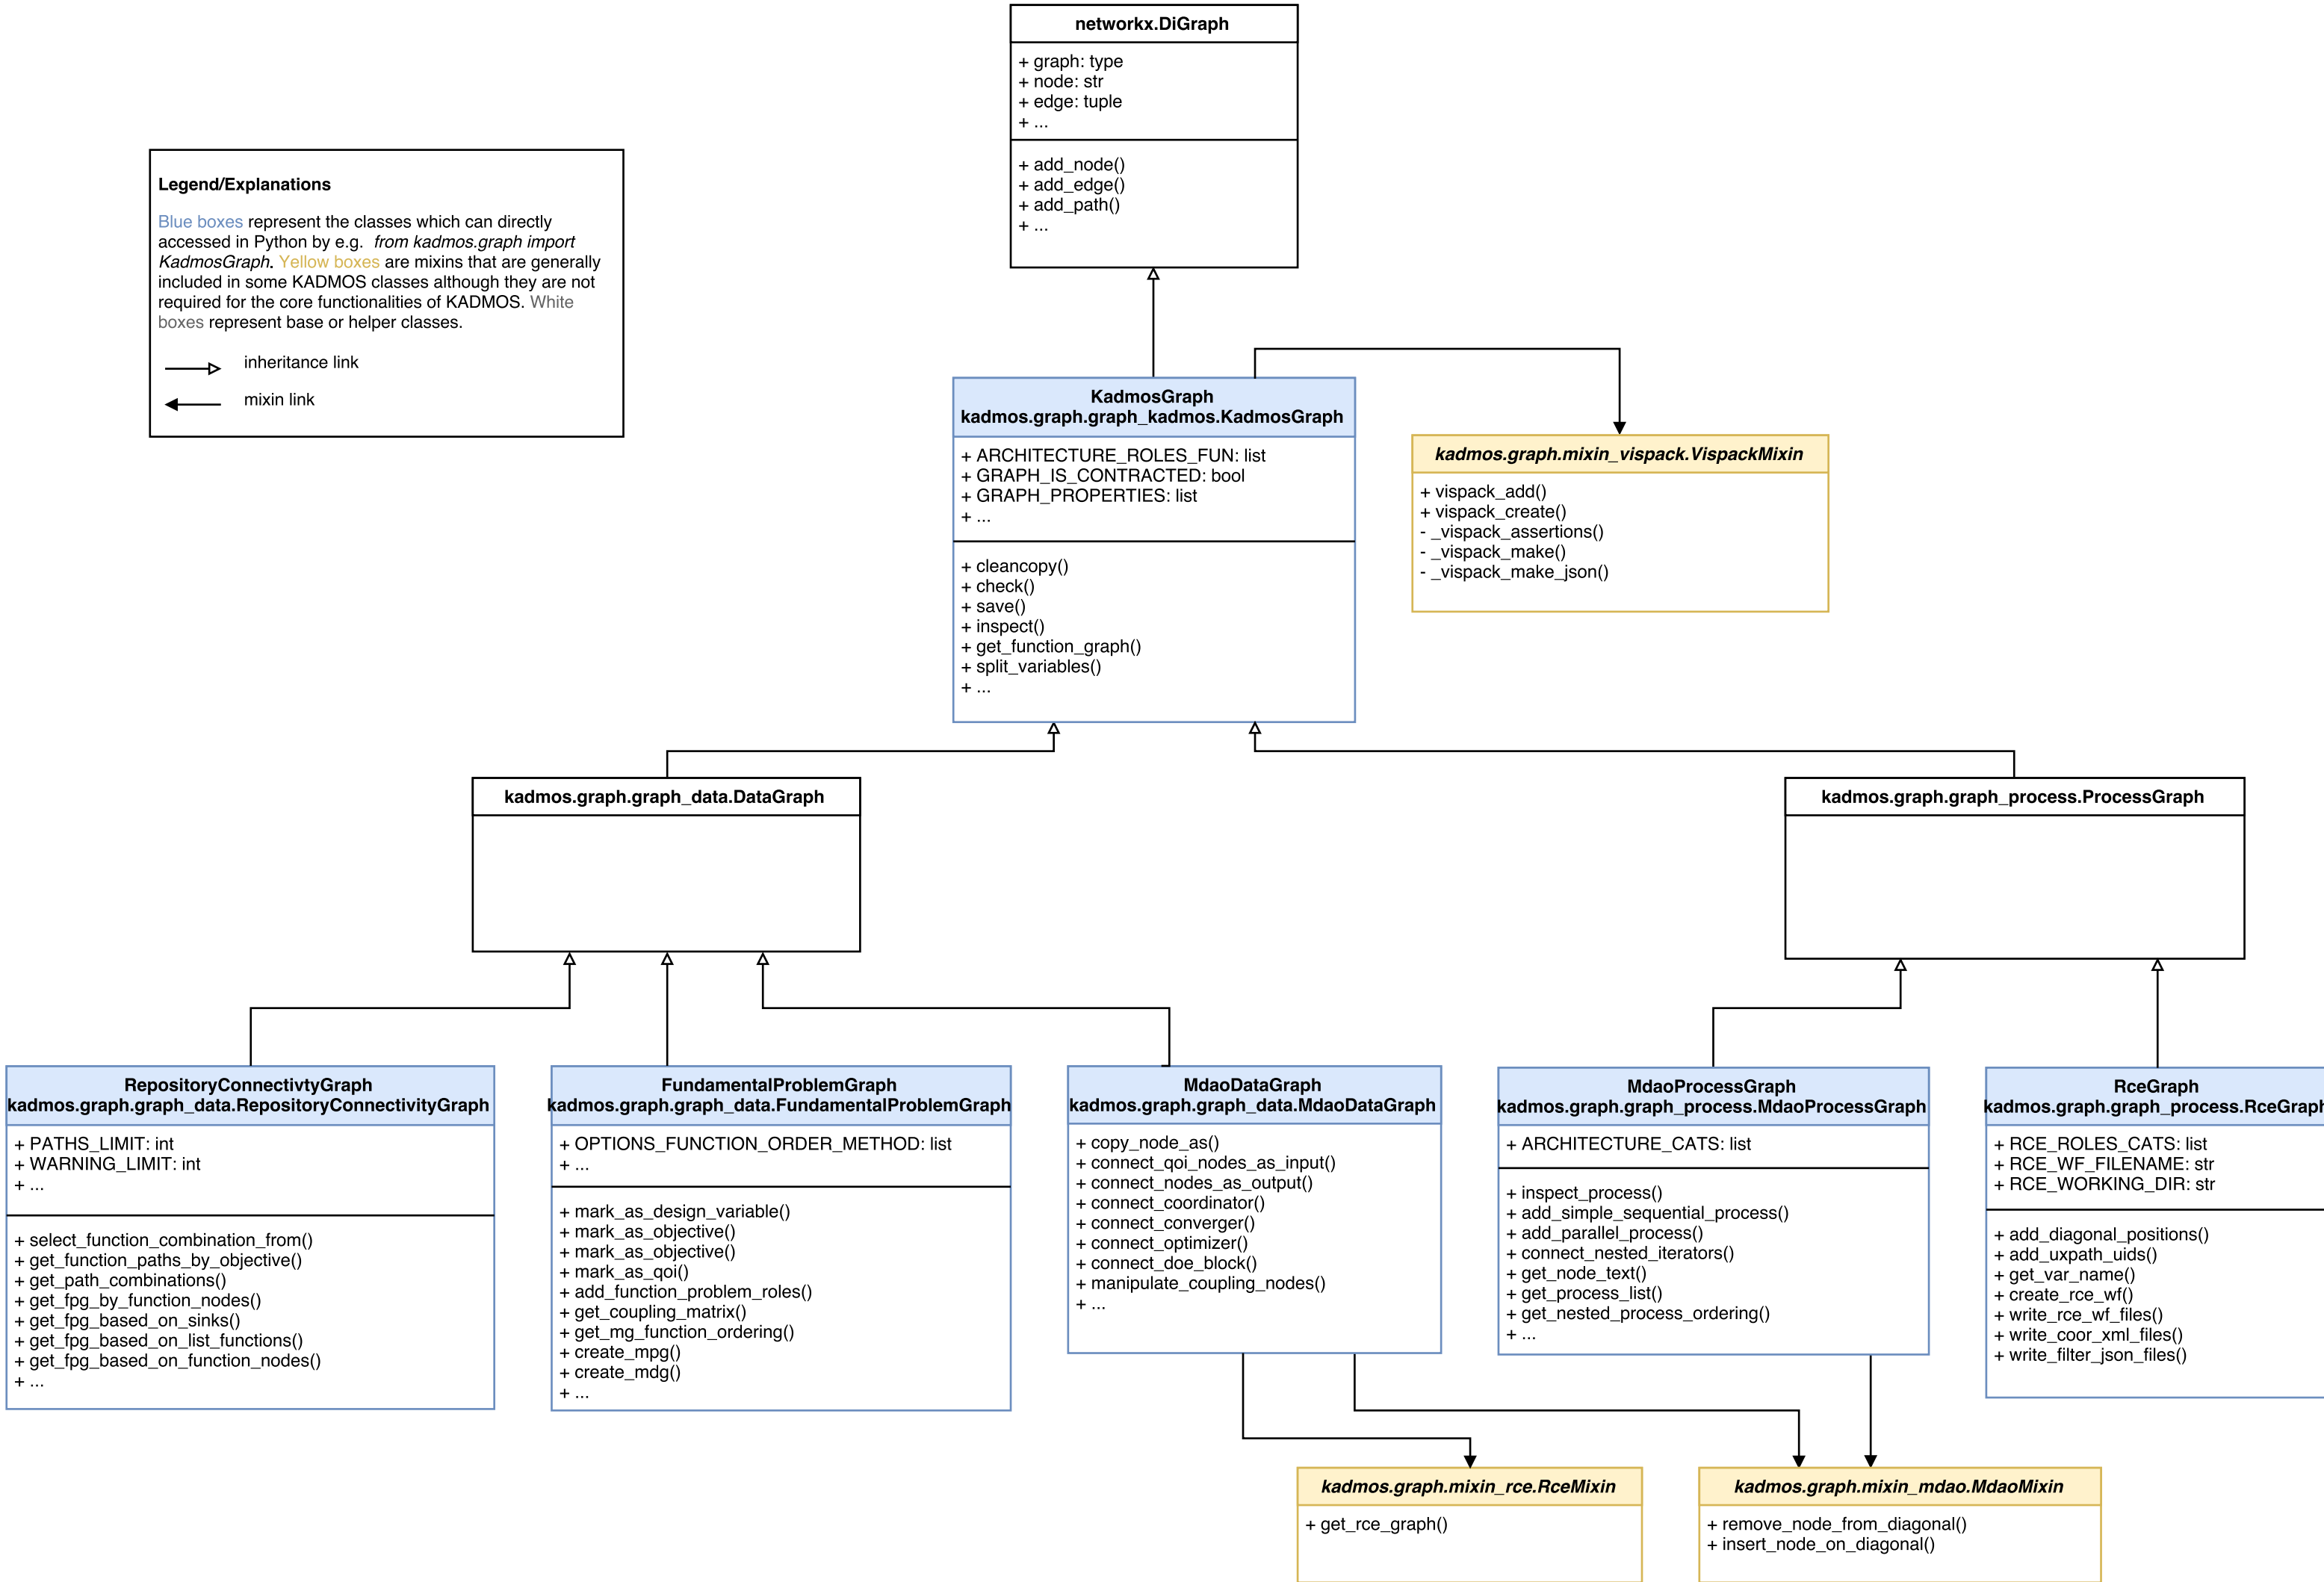 networkx.DiGraph
+ graph: type
+ node: str
+ edge: tuple
+ ...
+ add_node()
+ add_edge()
+ add_path()
+ ...
Legend/Explanations
Blue boxes represent the classes which can directly
accessed in Python by e.g. from kadmos.graph import
KadmosGraph. Yellow boxes are mixins that are generally
included in some KADMOS classes although they are not
required for the core functionalities of KADMOS. White
boxes represent base or helper classes.
inheritance link
mixin link
KadmosGraph
kadmos.graph.graph_kadmos.KadmosGraph
+ ARCHITECTURE_ROLES_FUN: list
+ GRAPH_IS_CONTRACTED: bool
+ GRAPH_PROPERTIES: list
+ ...
+ cleancopy()
+ check()
+ save()
+ inspect()
+ get_function_graph()
+ split_variables()
+ ...
kadmos.graph.mixin_vispack.VispackMixin
+ vispack_add()
+ vispack_create()
- _vispack_assertions()
- _vispack_make()
- _vispack_make_json()
kadmos.graph.graph_data.DataGraph
kadmos.graph.graph_process.ProcessGraph
RepositoryConnectivtyGraph
kadmos.graph.graph_data.RepositoryConnectivityGraph
+ PATHS_LIMIT: int
+ WARNING_LIMIT: int
+ ...
+ select_function_combination_from()
+ get_function_paths_by_objective()
+ get_path_combinations()
+ get_fpg_by_function_nodes()
+ get_fpg_based_on_sinks()
+ get_fpg_based_on_list_functions()
+ get_fpg_based_on_function_nodes()
+ ...
FundamentalProblemGraph
kadmos.graph.graph_data.FundamentalProblemGraph
+ OPTIONS_FUNCTION_ORDER_METHOD: list
+ ...
+ mark_as_design_variable()
+ mark_as_objective()
+ mark_as_objective()
+ mark_as_qoi()
+ add_function_problem_roles()
+ get_coupling_matrix()
+ get_mg_function_ordering()
+ create_mpg()
+ create_mdg()
+ ...
MdaoDataGraph
kadmos.graph.graph_data.MdaoDataGraph
+ copy_node_as()
+ connect_qoi_nodes_as_input()
+ connect_nodes_as_output()
+ connect_coordinator()
+ connect_converger()
+ connect_optimizer()
+ connect_doe_block()
+ manipulate_coupling_nodes()
+ ...
MdaoProcessGraph
kadmos.graph.graph_process.MdaoProcessGraph
+ ARCHITECTURE_CATS: list
+ inspect_process()
+ add_simple_sequential_process()
+ add_parallel_process()
+ connect_nested_iterators()
+ get_node_text()
+ get_process_list()
+ get_nested_process_ordering()
+ ...
RceGraph
kadmos.graph.graph_process.RceGraph
+ RCE_ROLES_CATS: list
+ RCE_WF_FILENAME: str
+ RCE_WORKING_DIR: str
+ add_diagonal_positions()
+ add_uxpath_uids()
+ get_var_name()
+ create_rce_wf()
+ write_rce_wf_files()
+ write_coor_xml_files()
+ write_filter_json_files()
kadmos.graph.mixin_rce.RceMixin
+ get_rce_graph()
kadmos.graph.mixin_mdao.MdaoMixin
+ remove_node_from_diagonal()
+ insert_node_on_diagonal()